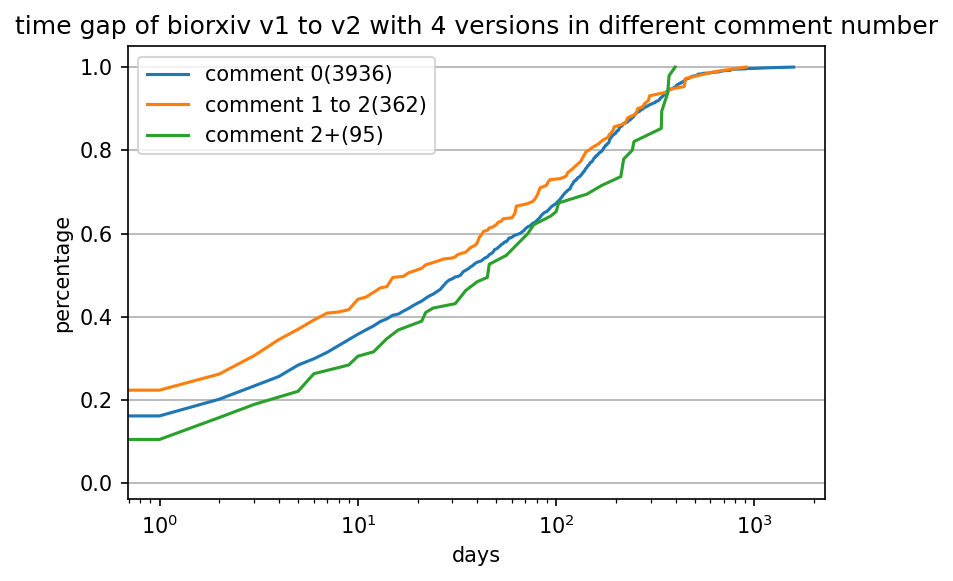 time gap of biorxiv v1 to v2 with 4 versions in different comment number
comment 0(3936)
comment 1 to 2(362)
comment 2+(95)
percentage
1.0
0.8
0.6
0.4
0.2
0.0
10⁰ 10¹ 10² 10³
days